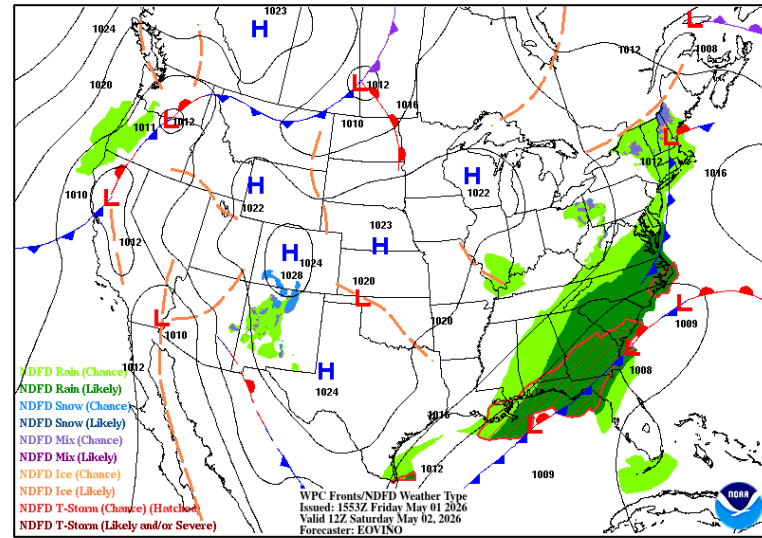 1023
H
1024
L
1012
1008
1020
L
1012
1016
1011
L
1012
1010
L
1012
1016
H
1022
H
1022
1010
L
1023
H
1012
H
1024
1028
1020
L
L
1009
L
1010
1020
L
1008
1012
H
1024
1016
L
1012
1009
NDFD Rain (Chance)
NDFD Rain (Likely)
NDFD Snow (Chance)
NDFD Snow (Likely)
NDFD Mix (Chance)
NDFD Mix (Likely)
NDFD Ice (Chance)
NDFD Ice (Likely)
NDFD T-Storm (Chance) (Hatched)
NDFD T-Storm (Likely and/or Severe)
WPC Fronts/NDFD Weather Type
Issued: 1553Z Friday May 01 2026
Valid 12Z Saturday May 02, 2026
Forecaster: EOVINO
NOAA